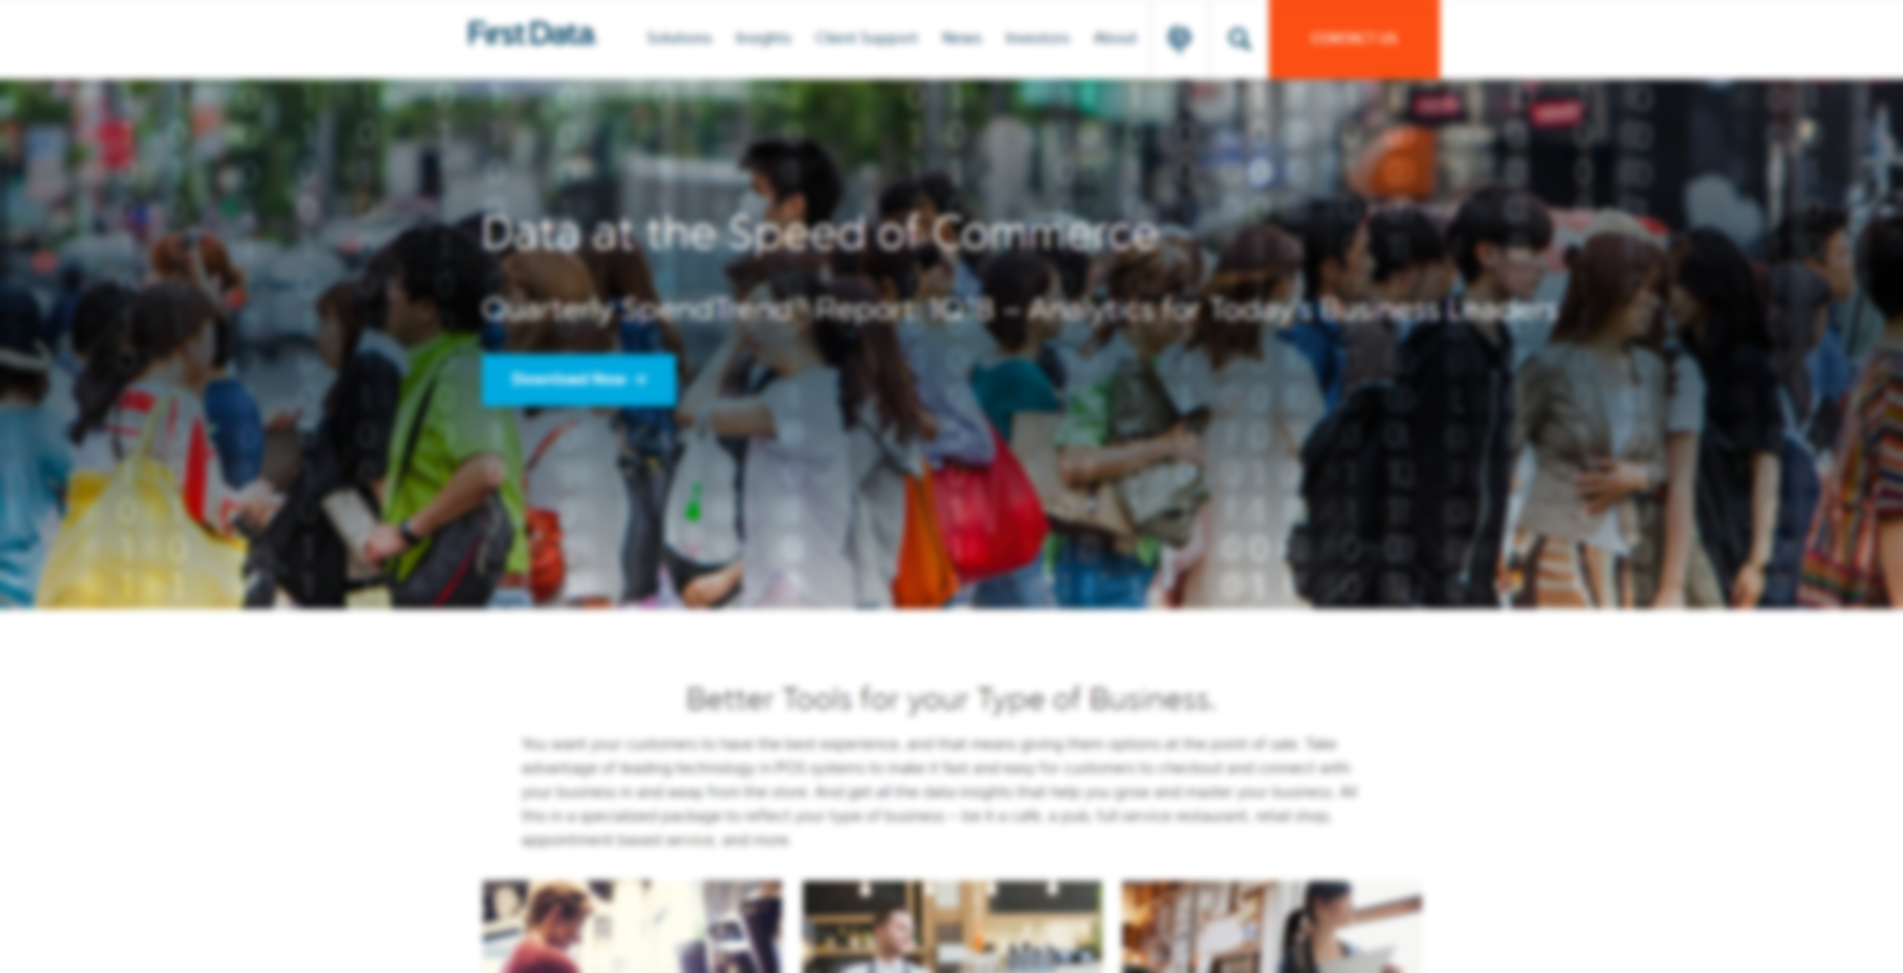 First Data
Solutions Insights Client Support News Investors About
CONTACT US
Data at the Speed of Commerce
Quarterly SpendTrend® Report: 1Q18 – Analytics for Today's Business Leaders
Download Now →
Better Tools for your Type of Business.
You want your customers to have the best experience, and that means giving them options at the point of sale. Take
advantage of leading technology in POS systems to make it fast and easy for customers to checkout and connect with
your business in and away from the store. And get all the data insights that help you grow and master your business. All
this in a specialized package to reflect your type of business – be it a café, a pub, full service restaurant, retail shop,
appointment based service, and more.